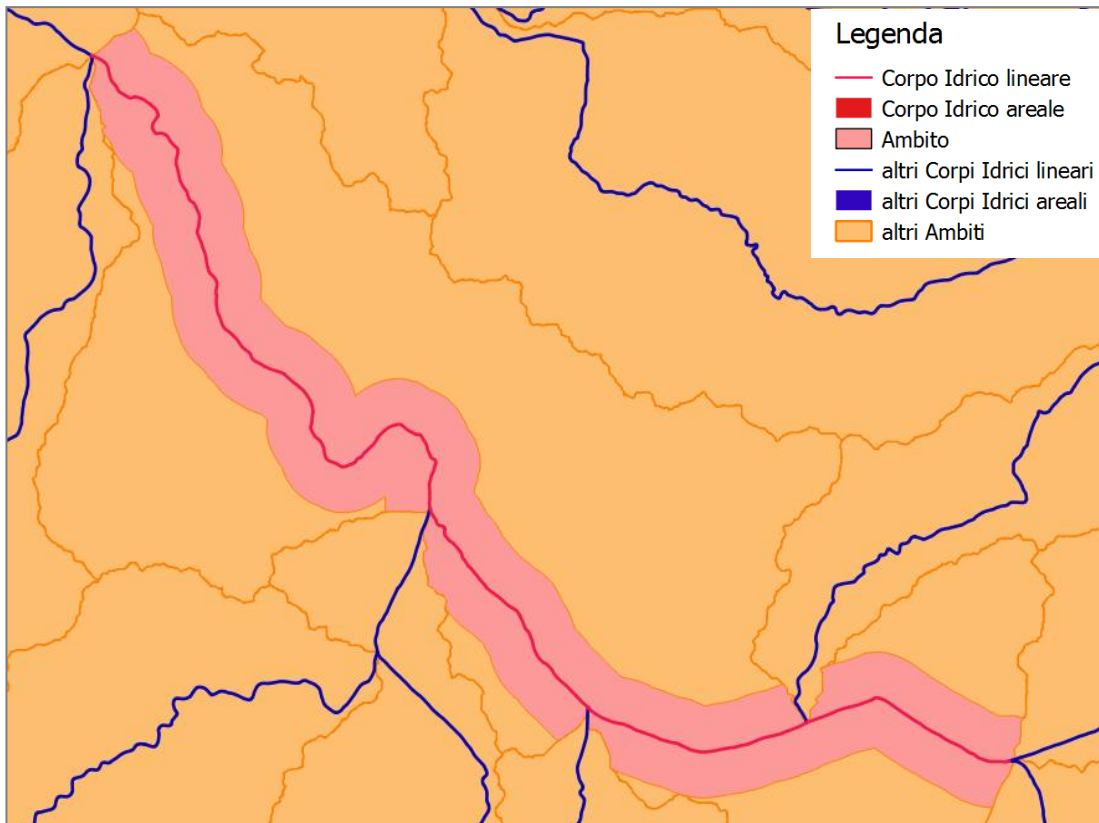 Legenda
Corpo Idrico lineare
Corpo Idrico areale
Ambito
altri Corpi Idrici lineari
altri Corpi Idrici areali
altri Ambiti